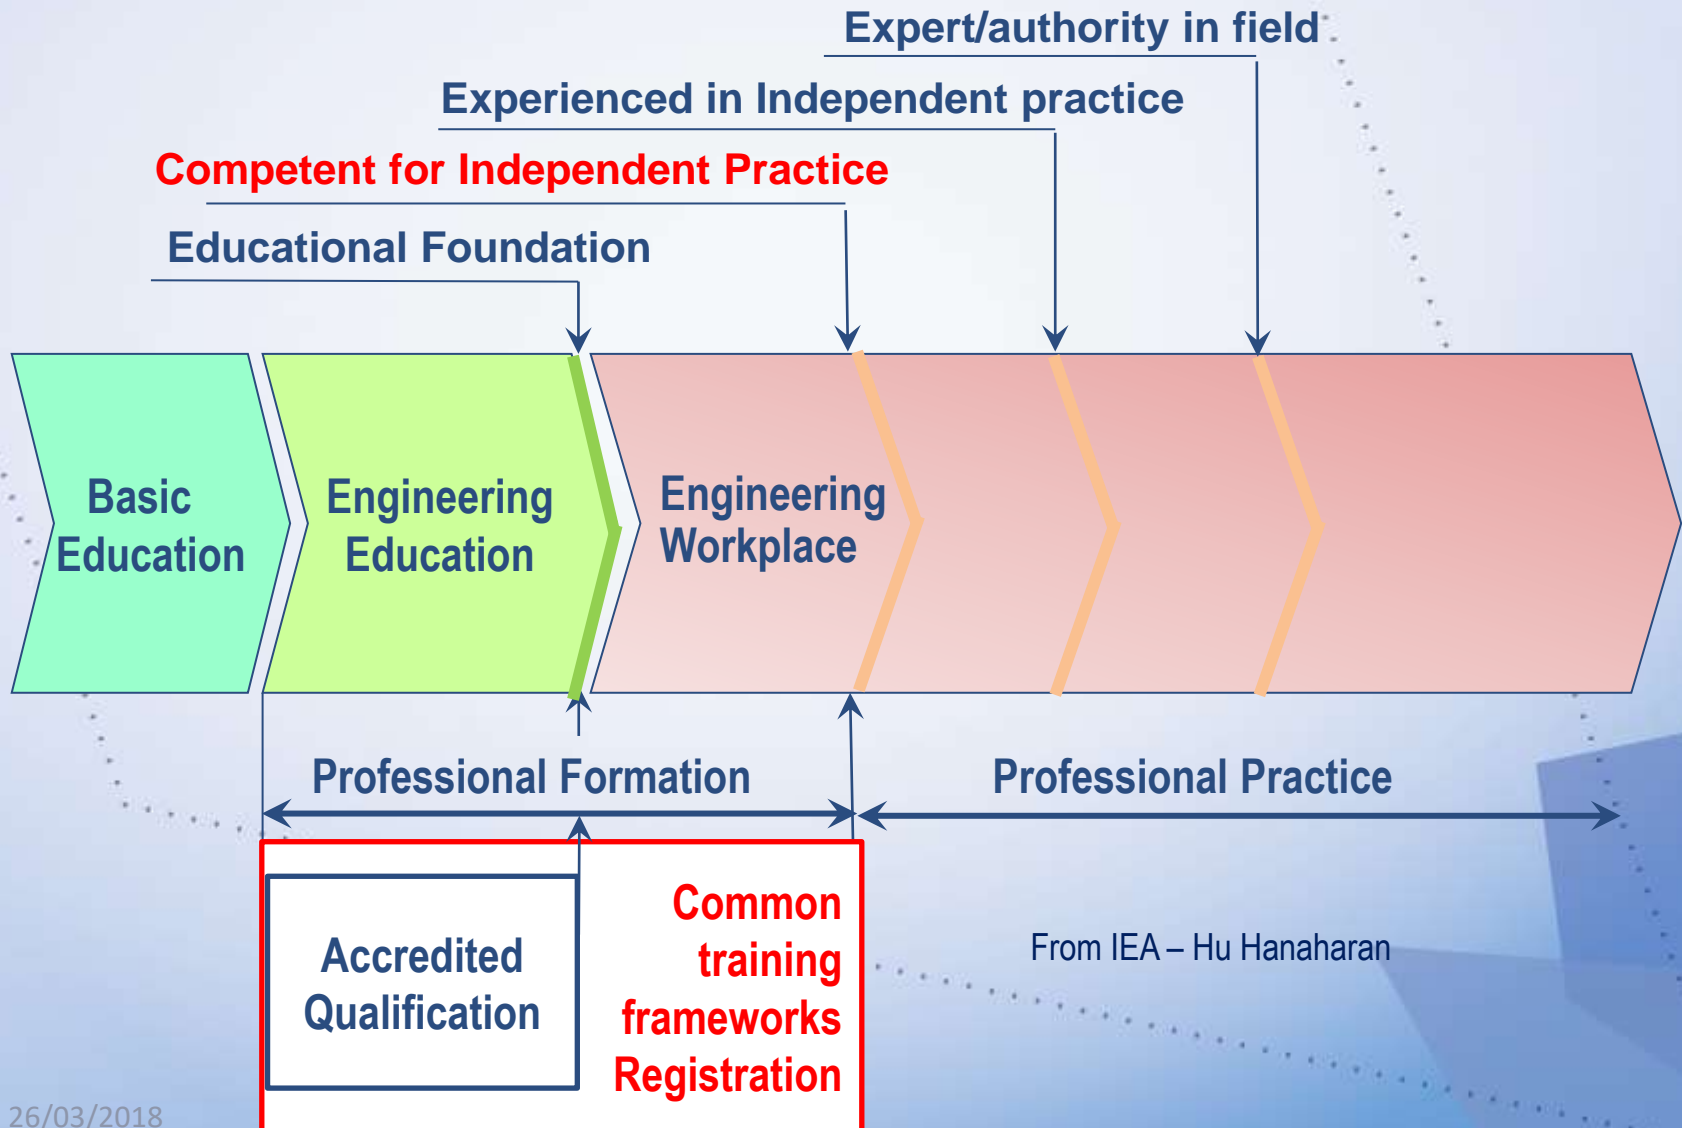 Expert/authority in field
Experienced in Independent practice
Competent for Independent Practice
Educational Foundation
Basic
Education
Engineering
Education
Engineering
Workplace
Professional Formation
Professional Practice
Accredited
Qualification
Common
training
frameworks
Registration
From IEA – Hu Hanaharan
26/03/2018